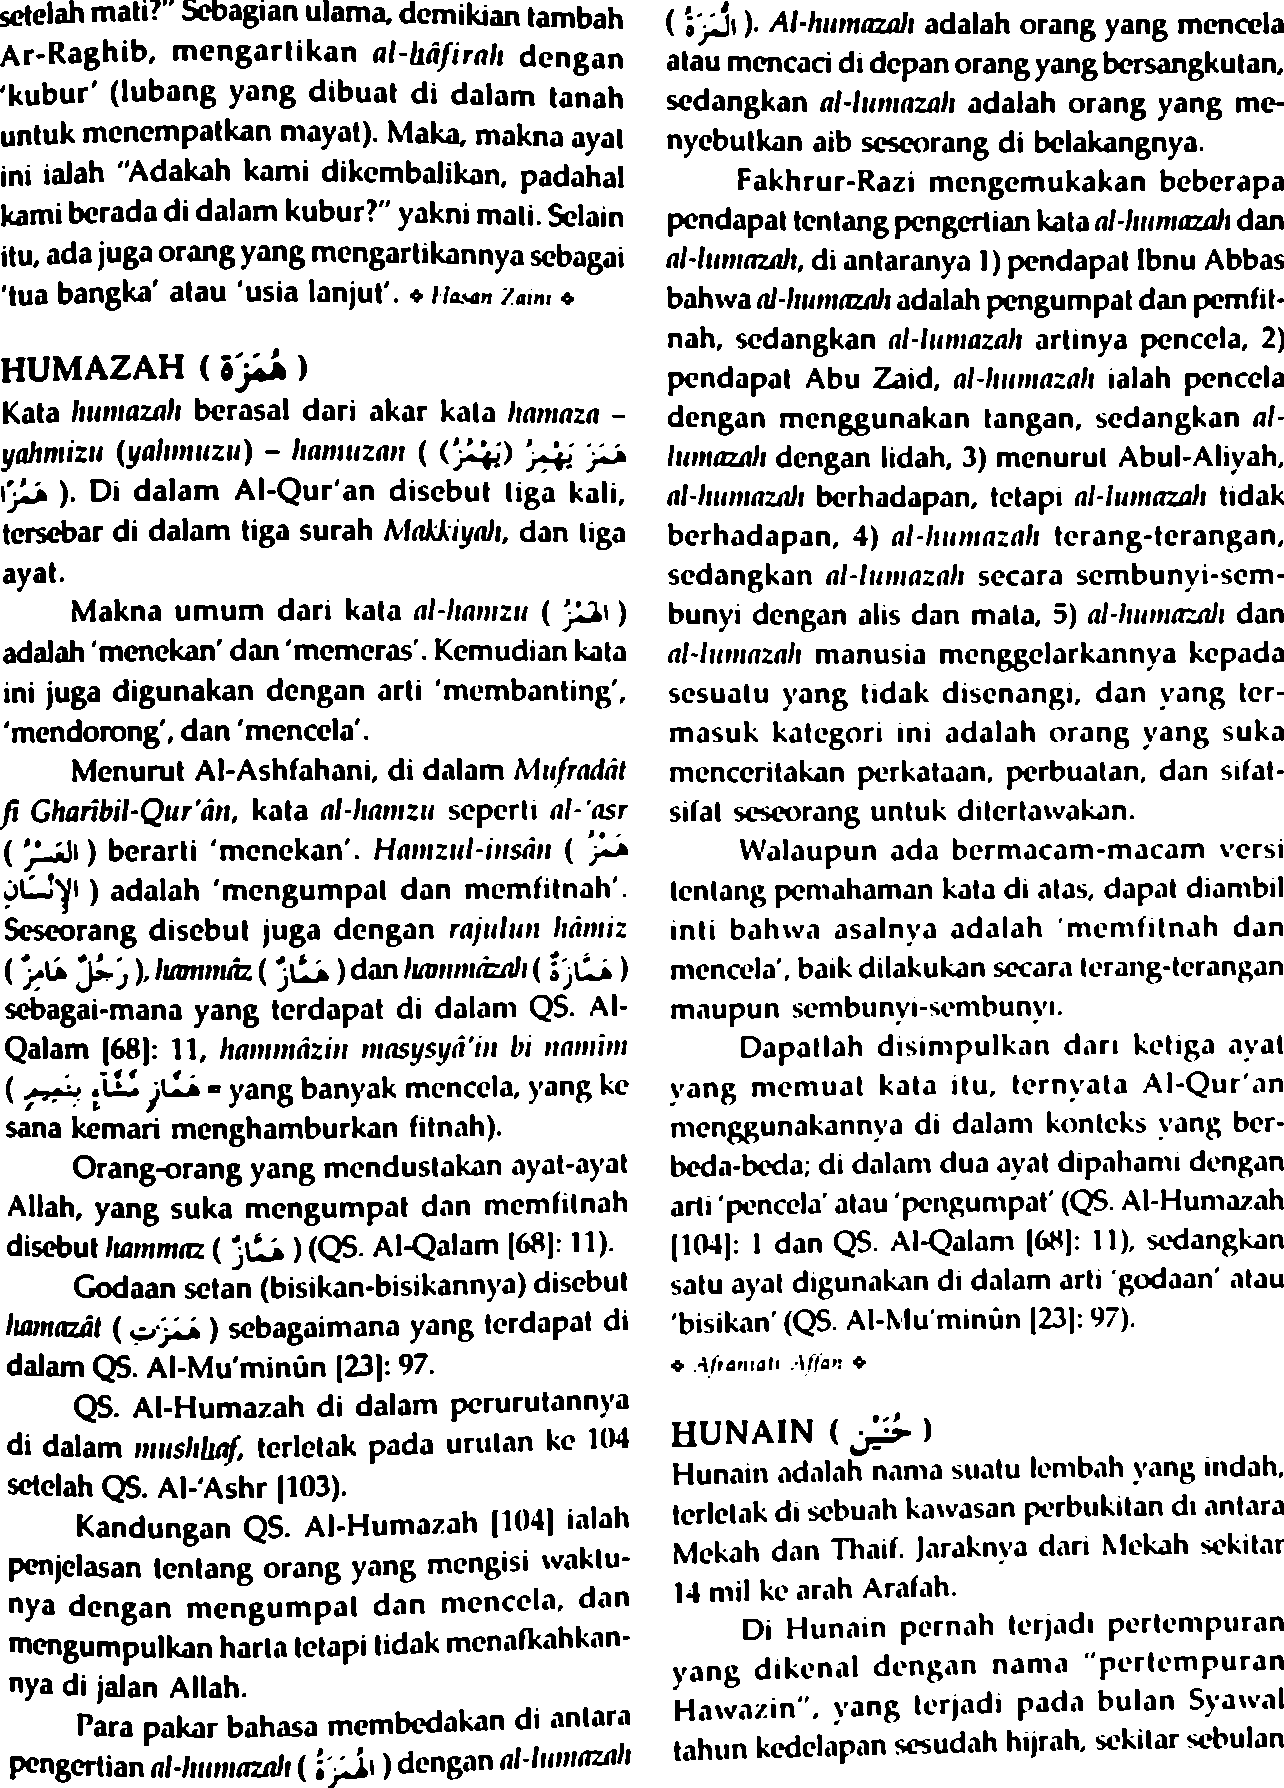 setelah mati?" Sebagian ulama, demikian tambah
Ar-Raghib, mengartikan al-hâfirah dengan
'kubur' (lubang yang dibuat di dalam tanah
untuk menempatkan mayat). Maka, makna ayat
ini ialah "Adakah kami dikembalikan, padahal
kami berada di dalam kubur?" yakni mati. Selain
itu, ada juga orang yang mengartikannya sebagai
'tua bangka' atau 'usia lanjut'. ❖ Hasan Zaini ❖
HUMAZAH ( هُمَزَة )
Kata humazah berasal dari akar kata hamaza –
yahmizu (yahmuzu) – hamuzan ( هَمَزَ يَهْمِزُ (يَهْمُزُ)
هَمْزًا ). Di dalam Al-Qur'an disebut tiga kali,
tersebar di dalam tiga surah Makkiyah, dan tiga
ayat.
Makna umum dari kata al-hamzu ( الهَمْزُ )
adalah 'menekan' dan 'memeras'. Kemudian kata
ini juga digunakan dengan arti 'membanting',
'mendorong', dan 'mencela'.
Menurut Al-Ashfahani, di dalam Mufradât
fî Gharîbil-Qur'ân, kata al-hamzu seperti al-'asr
( العَسْرُ ) berarti 'menekan'. Hamzul-insân ( هَمْزُ
الْإِنْسَانِ ) adalah 'mengumpat dan memfitnah'.
Seseorang disebut juga dengan rajulun hâmiz
( رَجُلٌ هَامِزٌ ), hammâz ( هَمَّازٌ ) dan hammâzah ( هَمَّازَةٌ )
sebagai-mana yang terdapat di dalam QS. Al-
Qalam [68]: 11, hammâzin masysyâ'in bi namîm
( هَمَّازٍ مَشَّاءٍ بِنَمِيمٍ = yang banyak mencela, yang ke
sana kemari menghamburkan fitnah).
Orang-orang yang mendustakan ayat-ayat
Allah, yang suka mengumpat dan memfitnah
disebut hammaz ( هَمَّازٌ ) (QS. Al-Qalam [68]: 11).
Godaan setan (bisikan-bisikannya) disebut
hamazât ( هَمَزٰت ) sebagaimana yang terdapat di
dalam QS. Al-Mu'minûn [23]: 97.
QS. Al-Humazah di dalam perurutannya
di dalam mushhaf, terletak pada urutan ke 104
setelah QS. Al-'Ashr [103).
Kandungan QS. Al-Humazah [104] ialah
penjelasan tentang orang yang mengisi waktu-
nya dengan mengumpat dan mencela, dan
mengumpulkan harta tetapi tidak menafkahkan-
nya di jalan Allah.
Para pakar bahasa membedakan di antara
pengertian al-humazah ( الهُمَزَةُ ) dengan al-lumazah
( اللُّمَزَةُ ). Al-humazah adalah orang yang mencela
atau mencaci di depan orang yang bersangkutan,
sedangkan al-lumazah adalah orang yang me-
nyebutkan aib seseorang di belakangnya.
Fakhrur-Razi mengemukakan beberapa
pendapat tentang pengertian kata al-humazah dan
al-lumazah, di antaranya 1) pendapat Ibnu Abbas
bahwa al-humazah adalah pengumpat dan pemfit-
nah, sedangkan al-lumazah artinya pencela, 2)
pendapat Abu Zaid, al-humazah ialah pencela
dengan menggunakan tangan, sedangkan al-
lumazah dengan lidah, 3) menurut Abul-Aliyah,
al-humazah berhadapan, tetapi al-lumazah tidak
berhadapan, 4) al-humazah terang-terangan,
sedangkan al-lumazah secara sembunyi-sem-
bunyi dengan alis dan mata, 5) al-humazah dan
al-lumazah manusia menggelarkannya kepada
sesuatu yang tidak disenangi, dan yang ter-
masuk kategori ini adalah orang yang suka
menceritakan perkataan, perbuatan, dan sifat-
sifat seseorang untuk ditertawakan.
Walaupun ada bermacam-macam versi
tentang pemahaman kata di atas, dapat diambil
inti bahwa asalnya adalah 'memfitnah dan
mencela', baik dilakukan secara terang-terangan
maupun sembunyi-sembunyi.
Dapatlah disimpulkan dari ketiga ayat
yang memuat kata itu, ternyata Al-Qur'an
menggunakannya di dalam konteks yang ber-
beda-beda; di dalam dua ayat dipahami dengan
arti 'pencela' atau 'pengumpat' (QS. Al-Humazah
[104]: 1 dan QS. Al-Qalam [68]: 11), sedangkan
satu ayat digunakan di dalam arti 'godaan' atau
'bisikan' (QS. Al-Mu'minûn [23]: 97).
❖ Afraniati Affan ❖
HUNAIN ( حُنَيْن )
Hunain adalah nama suatu lembah yang indah,
terletak di sebuah kawasan perbukitan di antara
Mekah dan Thaif. Jaraknya dari Mekah sekitar
14 mil ke arah Arafah.
Di Hunain pernah terjadi pertempuran
yang dikenal dengan nama "pertempuran
Hawazin", yang terjadi pada bulan Syawal
tahun kedelapan sesudah hijrah, sekitar sebulan